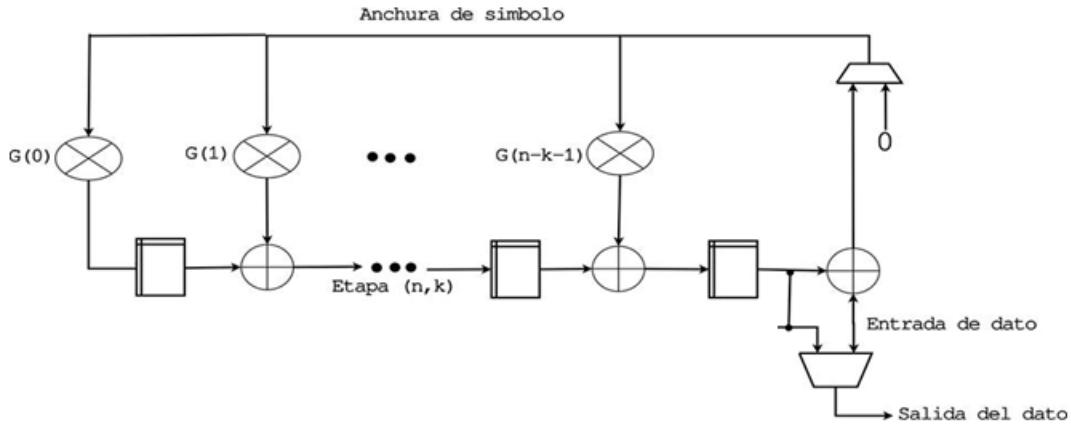 Anchura de simbolo
0
G(0)
G(1)
G(n-k-1)
Etapa (n,k)
Entrada de dato
Salida del dato